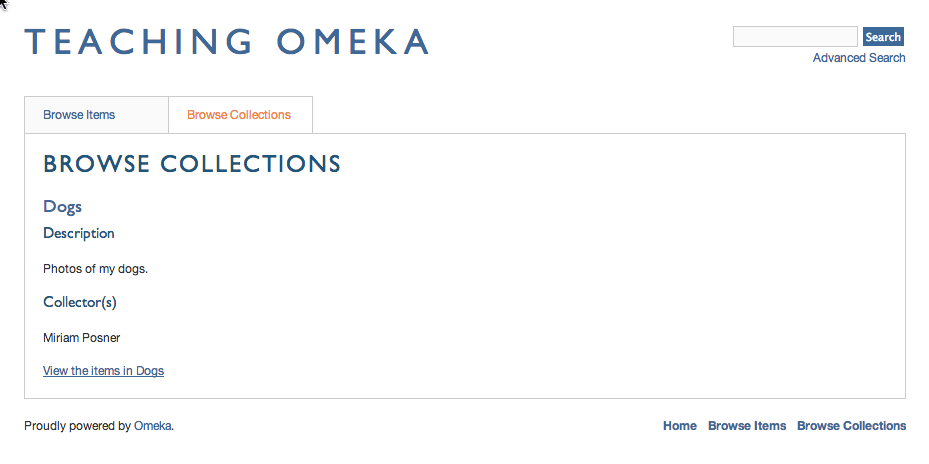 TEACHING OMEKA
Search
Advanced Search
Browse Items
Browse Collections
BROWSE COLLECTIONS
Dogs
Description
Photos of my dogs.
Collector(s)
Miriam Posner
View the items in Dogs
Proudly powered by Omeka.
Home Browse Items Browse Collections